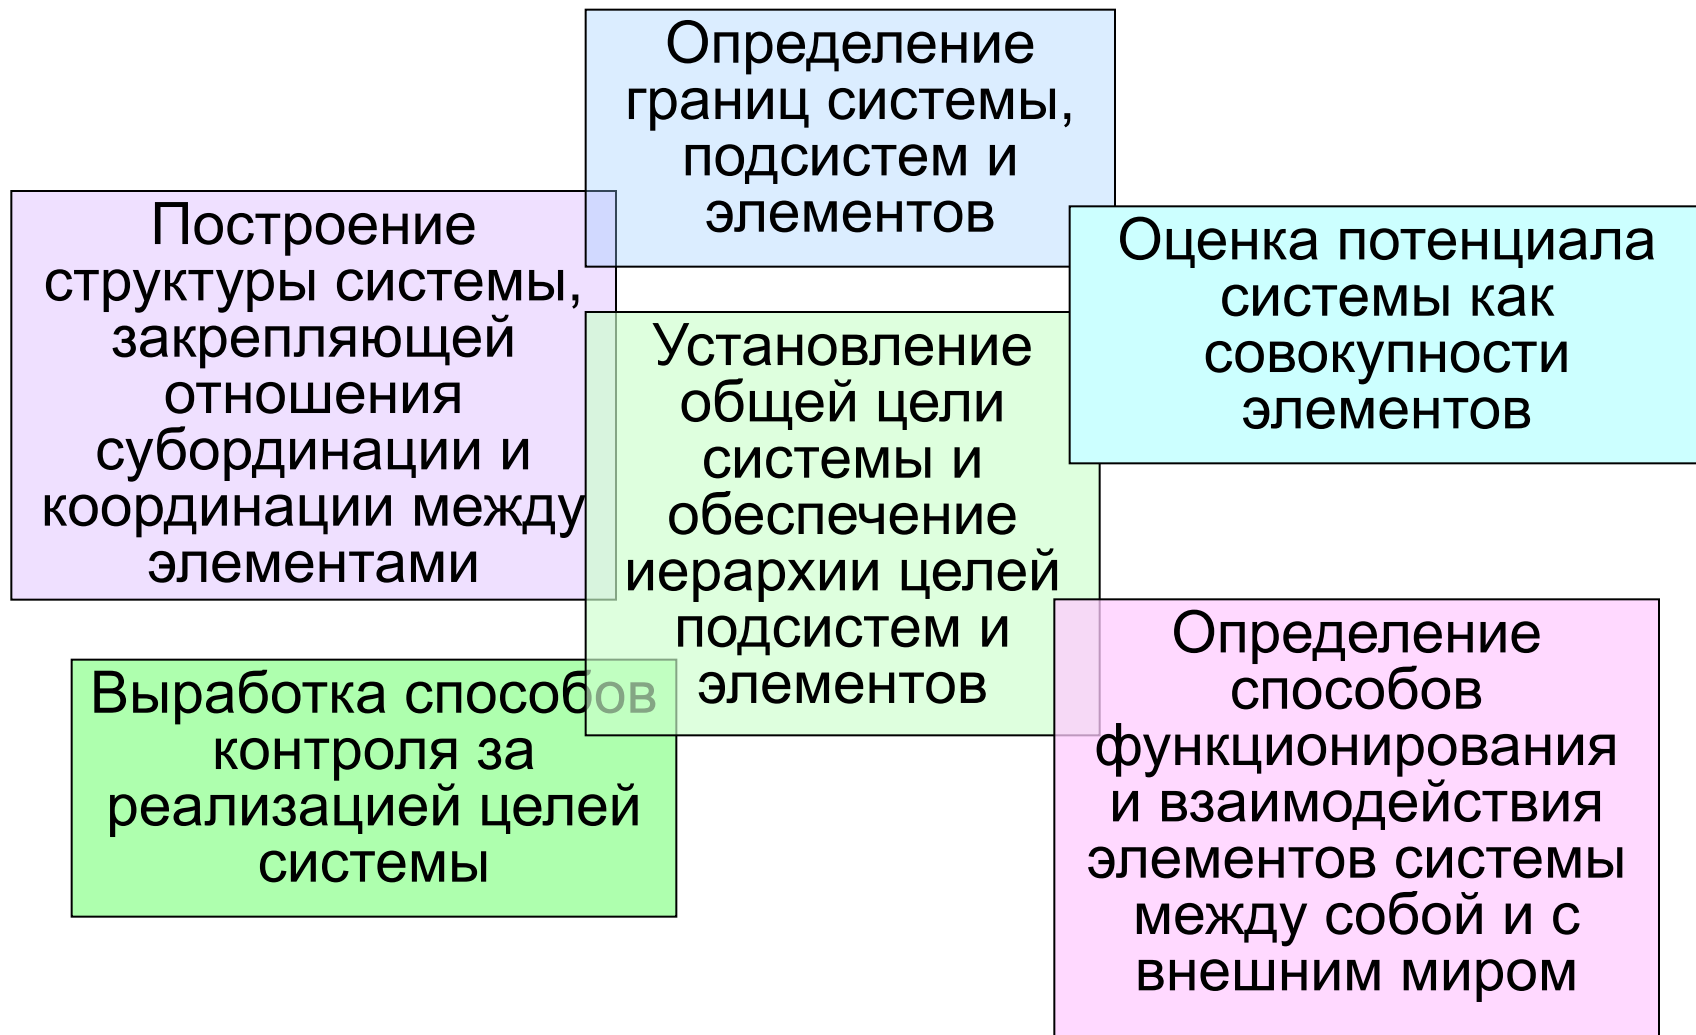 Определение
границ системы,
подсистем и
элементов
Построение
структуры системы,
закрепляющей
отношения
субординации и
координации между
элементами
Установление
общей цели
системы и
обеспечение
иерархии целей
подсистем и
элементов
Оценка потенциала
системы как
совокупности
элементов
Выработка способов
контроля за
реализацией целей
системы
Определение
способов
функционирования
и взаимодействия
элементов системы
между собой и с
внешним миром